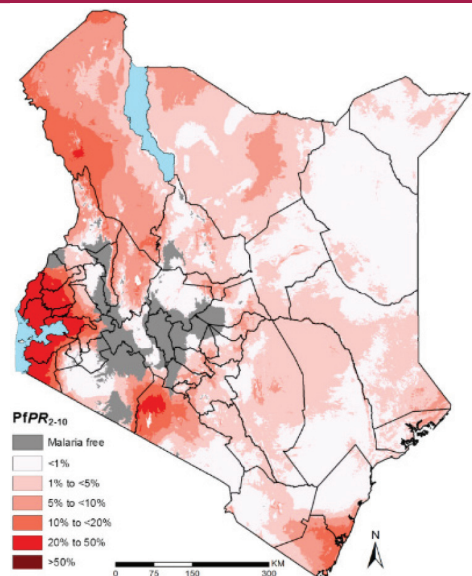 PfPR2-10
Malaria free
<1%
1% to <5%
5% to <10%
10% to <20%
20% to 50%
>50%
N
KM
0 75 150 300